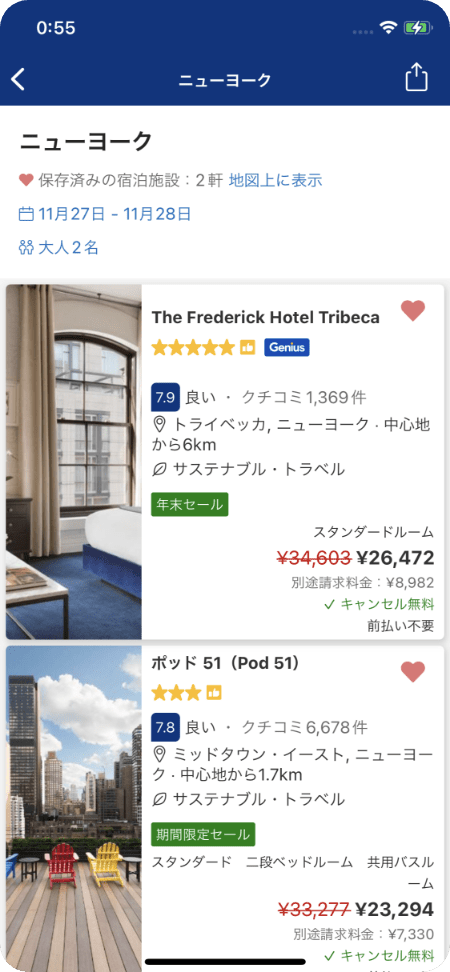 0:55
ニューヨーク
ニューヨーク
保存済みの宿泊施設：2軒 地図上に表示
11月27日 - 11月28日
大人2名
The Frederick Hotel Tribeca
Genius
7.9 良い ・ クチコミ1,369件
トライベッカ, ニューヨーク · 中心地
から6km
サステナブル・トラベル
年末セール
スタンダードルーム
¥34,603 ¥26,472
別途請求料金：¥8,982
✓ キャンセル無料
前払い不要
ポッド 51（Pod 51）
7.8 良い ・ クチコミ6,678件
ミッドタウン・イースト, ニューヨー
ク · 中心地から1.7km
サステナブル・トラベル
期間限定セール
スタンダード　二段ベッドルーム　共用バスル
ーム
¥33,277 ¥23,294
別途請求料金：¥7,330
✓ キャンセル無料